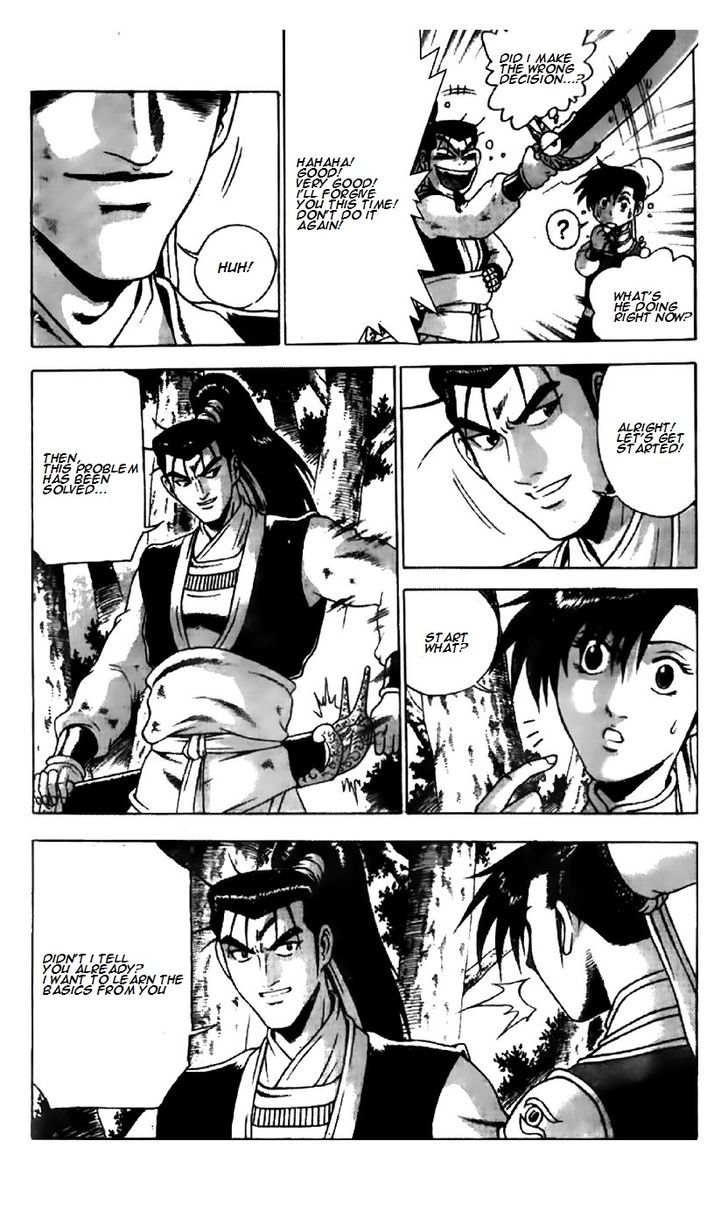 HUH!
HAHAHA!
GOOD!
VERY GOOD!
I'LL FORGIVE
YOU THIS TIME!
DON'T DO IT
AGAIN!
DID I MAKE
THE WRONG
DECISION...?
?
WHAT'S
HE DOING
RIGHT NOW?
THEN,
THIS PROBLEM
HAS BEEN
SOLVED...
ALRIGHT!
LET'S GET
STARTED!
START
WHAT?
DIDN'T I TELL
YOU ALREADY?
I WANT TO LEARN THE
BASICS FROM YOU